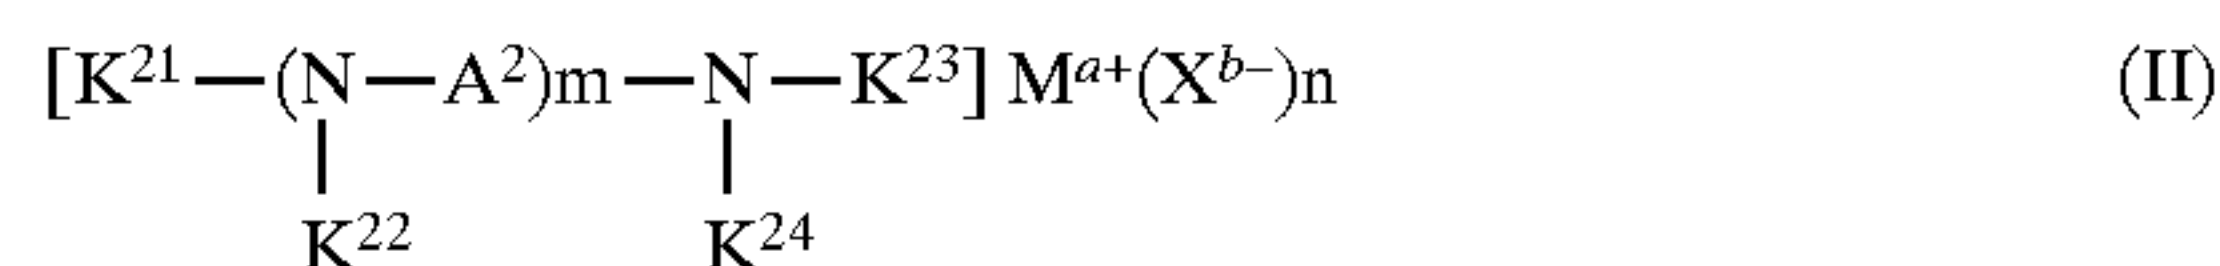 [K²¹—(N—A²)m—N—K²³] Mᵃ⁺(Xᵇ⁻)n (II)
K²² K²⁴